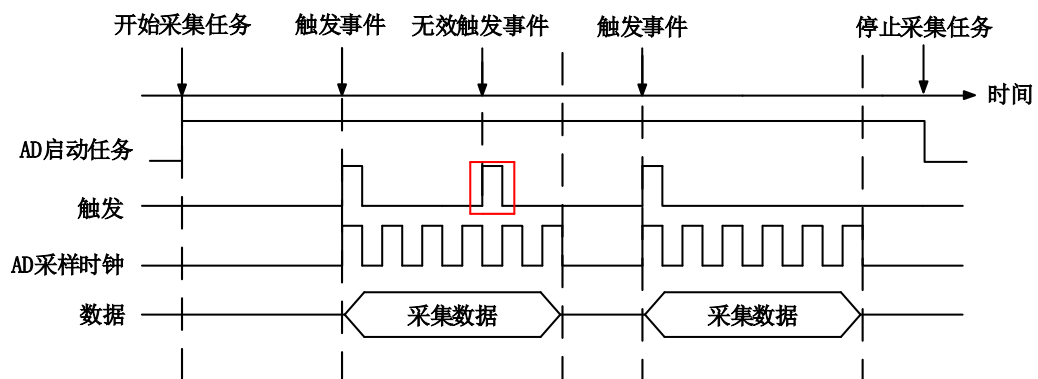 开始采集任务 触发事件 无效触发事件 触发事件 停止采集任务
时间
AD启动任务
触发
AD采样时钟
数据 采集数据 采集数据